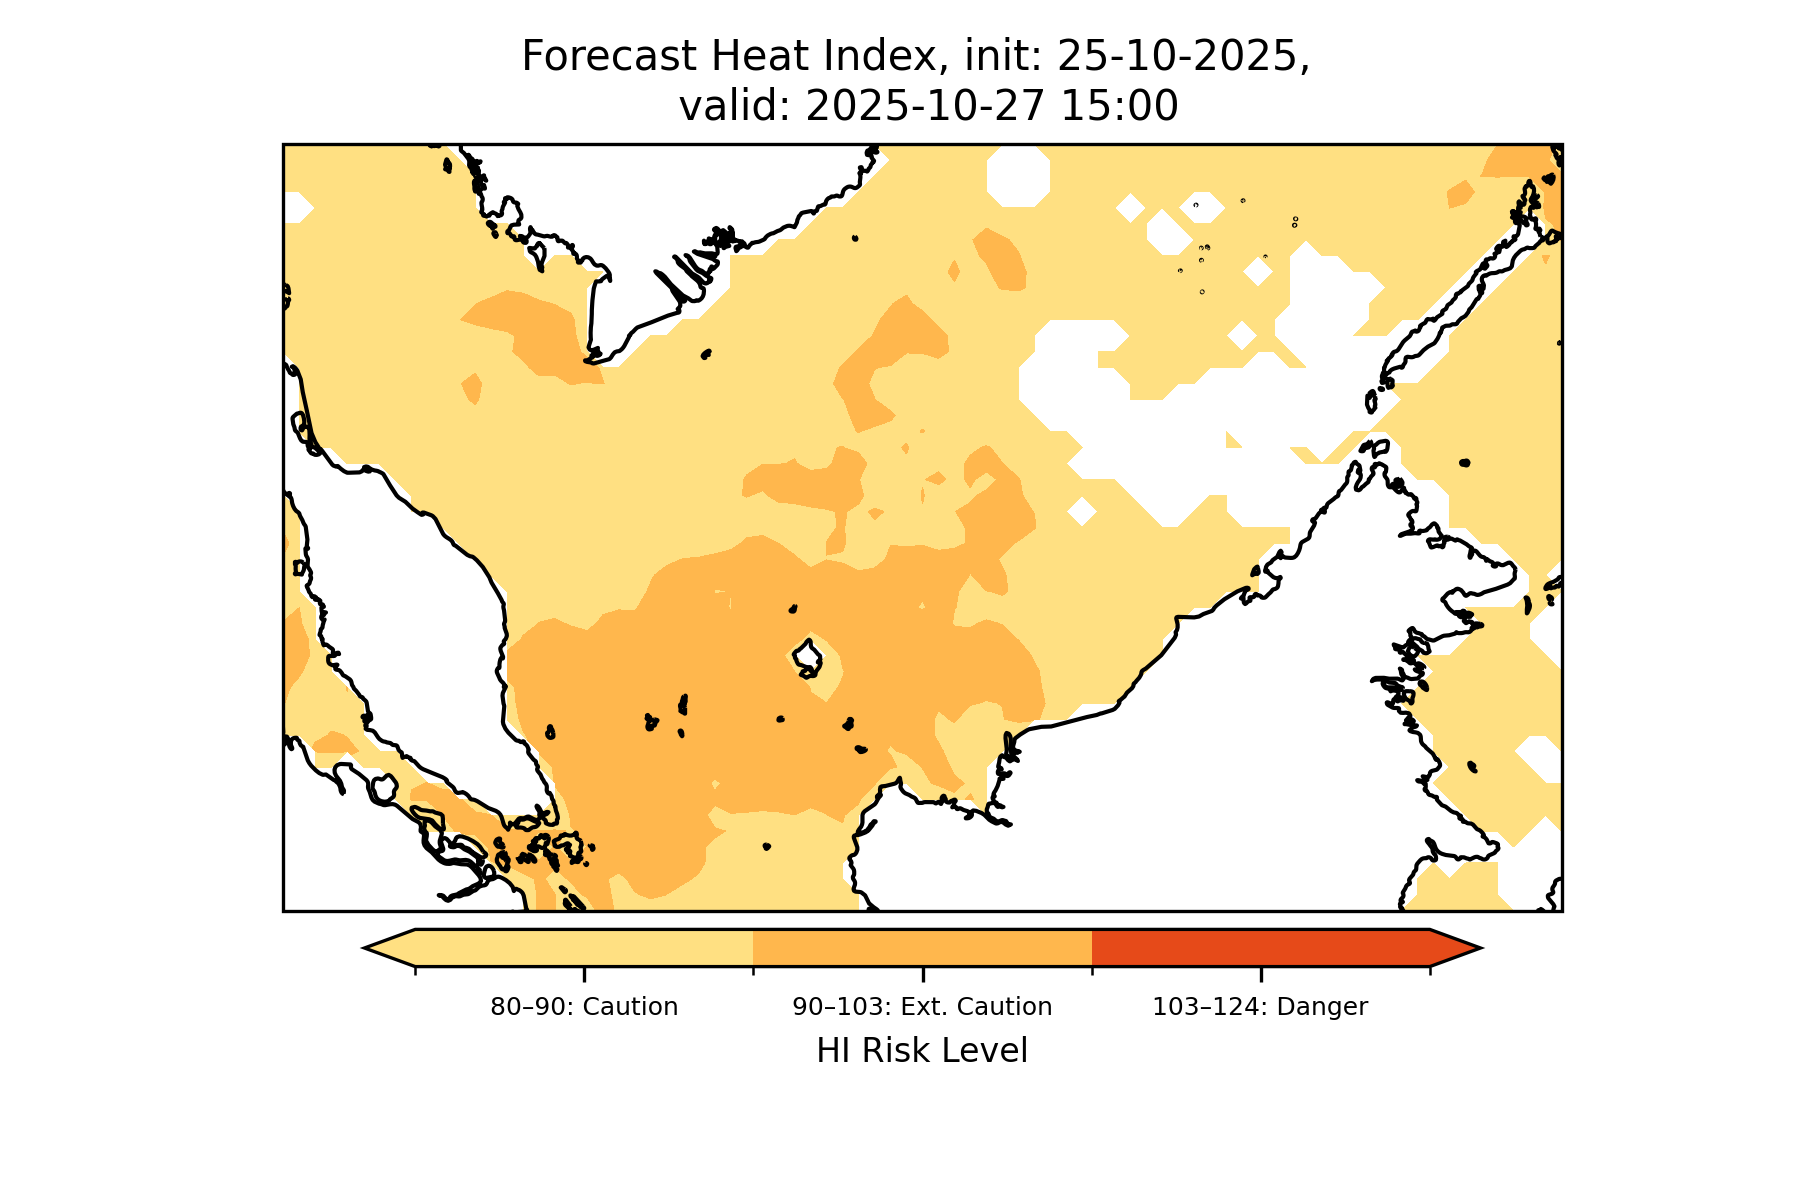 Forecast Heat Index, init: 25-10-2025,
valid: 2025-10-27 15:00
80–90: Caution
90–103: Ext. Caution
103–124: Danger
HI Risk Level